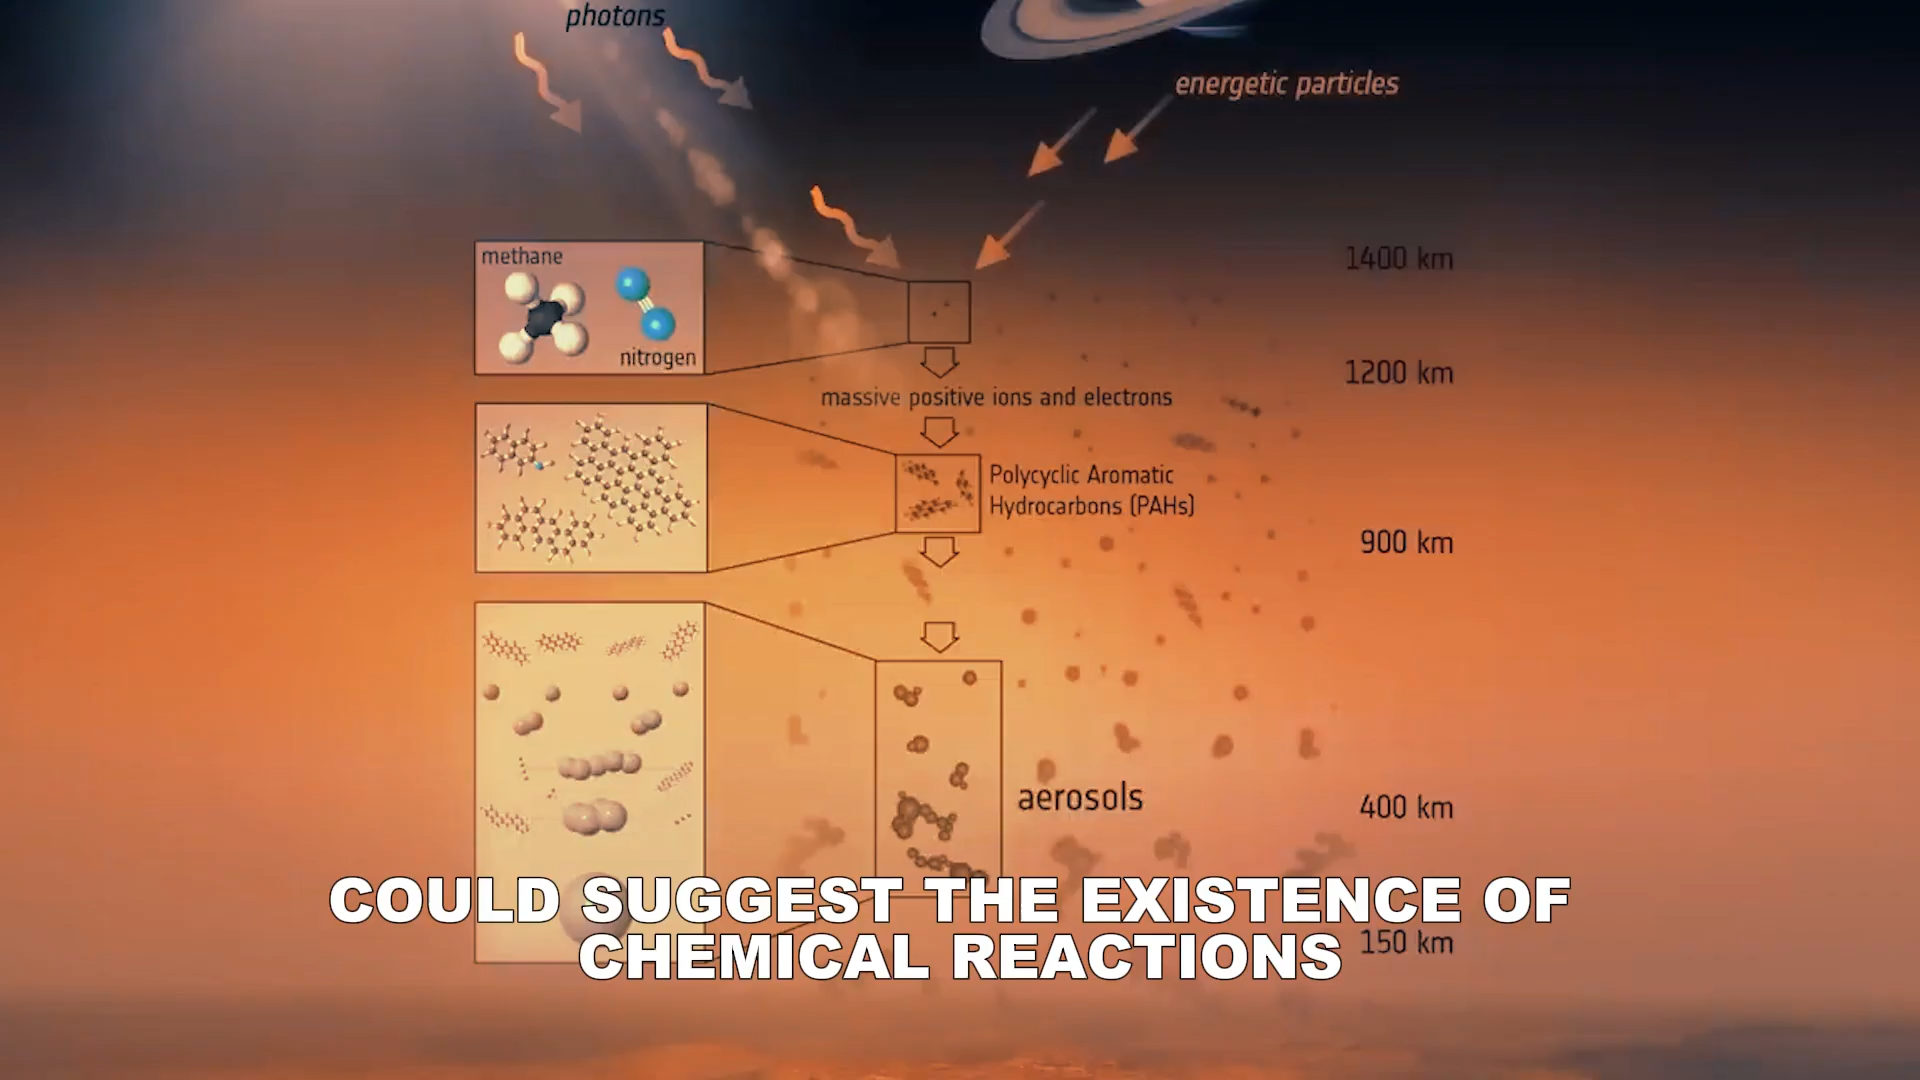 photons
energetic particles
methane
nitrogen
1400 km
1200 km
massive positive ions and electrons
Polycyclic Aromatic
Hydrocarbons (PAHs)
900 km
aerosols
400 km
COULD SUGGEST THE EXISTENCE OF
CHEMICAL REACTIONS
150 km